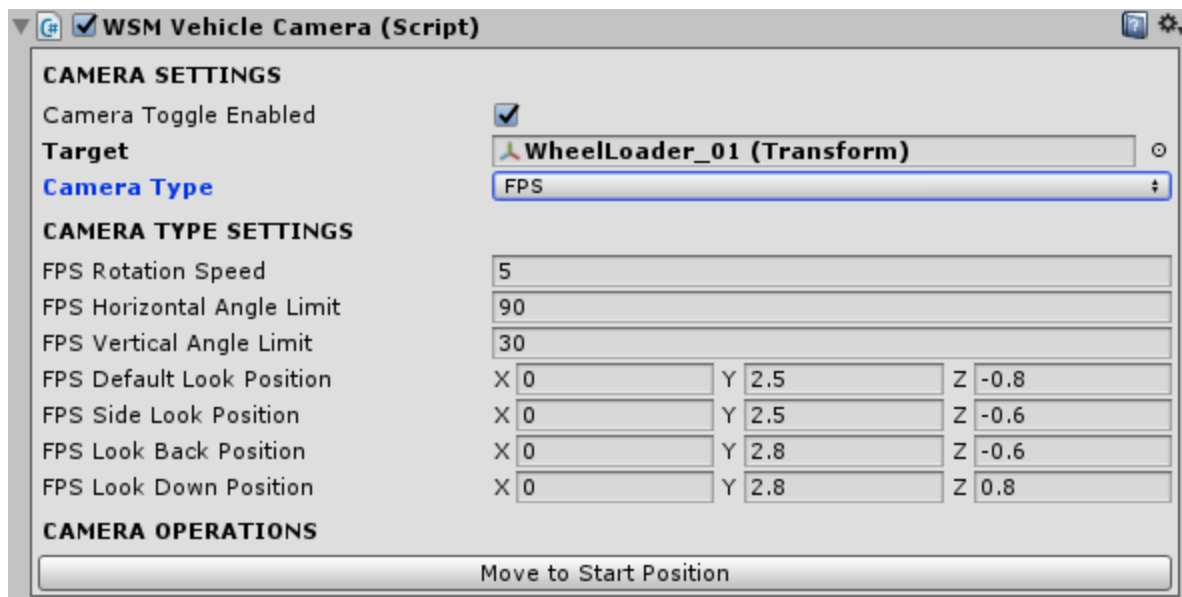 WSM Vehicle Camera (Script)
CAMERA SETTINGS
Camera Toggle Enabled
Target WheelLoader_01 (Transform)
Camera Type FPS
CAMERA TYPE SETTINGS
FPS Rotation Speed 5
FPS Horizontal Angle Limit 90
FPS Vertical Angle Limit 30
FPS Default Look Position X 0 Y 2.5 Z -0.8
FPS Side Look Position X 0 Y 2.5 Z -0.6
FPS Look Back Position X 0 Y 2.8 Z -0.6
FPS Look Down Position X 0 Y 2.8 Z 0.8
CAMERA OPERATIONS
Move to Start Position